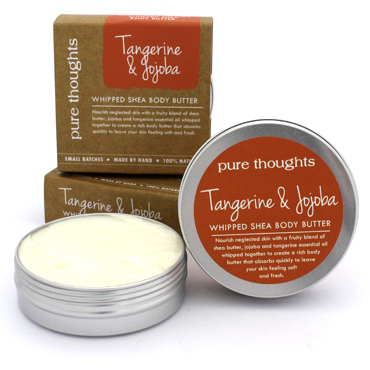 pure thoughts
Tangerine
& Jojoba
WHIPPED SHEA BODY BUTTER
Nourish neglected skin with a fruity blend of
shea butter, jojoba and tangerine essential oil whipped
together to create a rich body butter that absorbs
quickly to leave your skin feeling soft and fresh.
SMALL BATCHES • MADE BY HAND • 100% NAT
Tangerine & Jojoba
pure thoughts
Tangerine & Jojoba
WHIPPED SHEA BODY BUTTER
Nourish neglected skin with a fruity blend of
shea butter, jojoba and tangerine essential oil
whipped together to create a rich body
butter that absorbs quickly to leave
your skin feeling soft
and fresh.